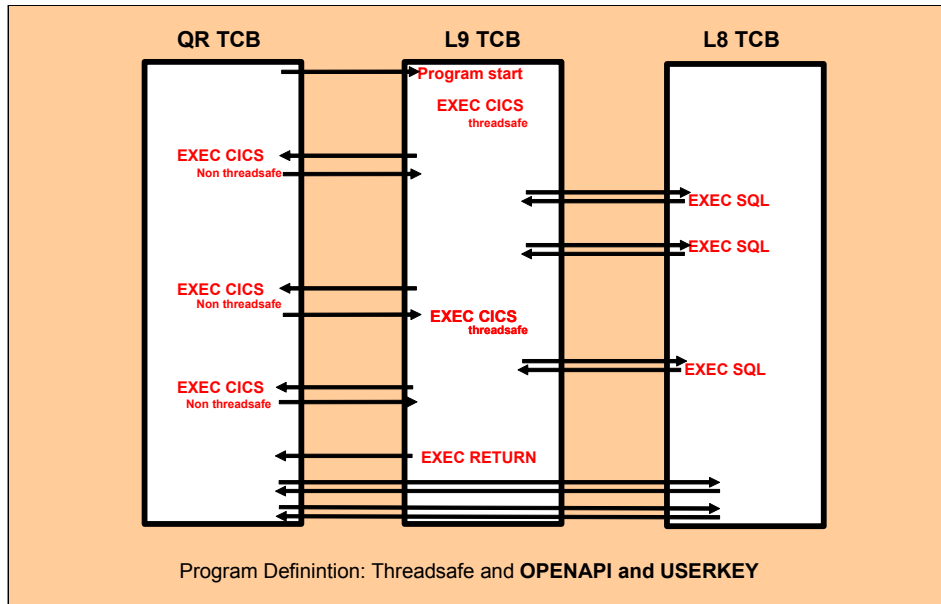 QR TCB
L9 TCB
L8 TCB
Program start
EXEC CICS
threadsafe
EXEC CICS
Non threadsafe
EXEC SQL
EXEC SQL
EXEC CICS
Non threadsafe
EXEC CICS
threadsafe
EXEC SQL
EXEC CICS
Non threadsafe
EXEC RETURN
Program Definintion: Threadsafe and OPENAPI and USERKEY